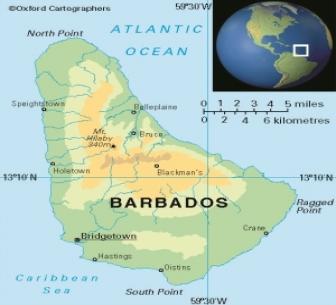 ©Oxford Cartographers
59°30' W
North Point
ATLANTIC
OCEAN
Speightstown
Belleplaine
0 1 2 3 4 5 miles
0 2 4 6 kilometres
Mt.
Hilaby
340m
Bruce
Holetown
Blackman's
13°10' N
13°10' N
BARBADOS
Ragged
Point
Crane
Bridgetown
Hastings
Oistins
Caribbean
Sea
South Point
59°30' W